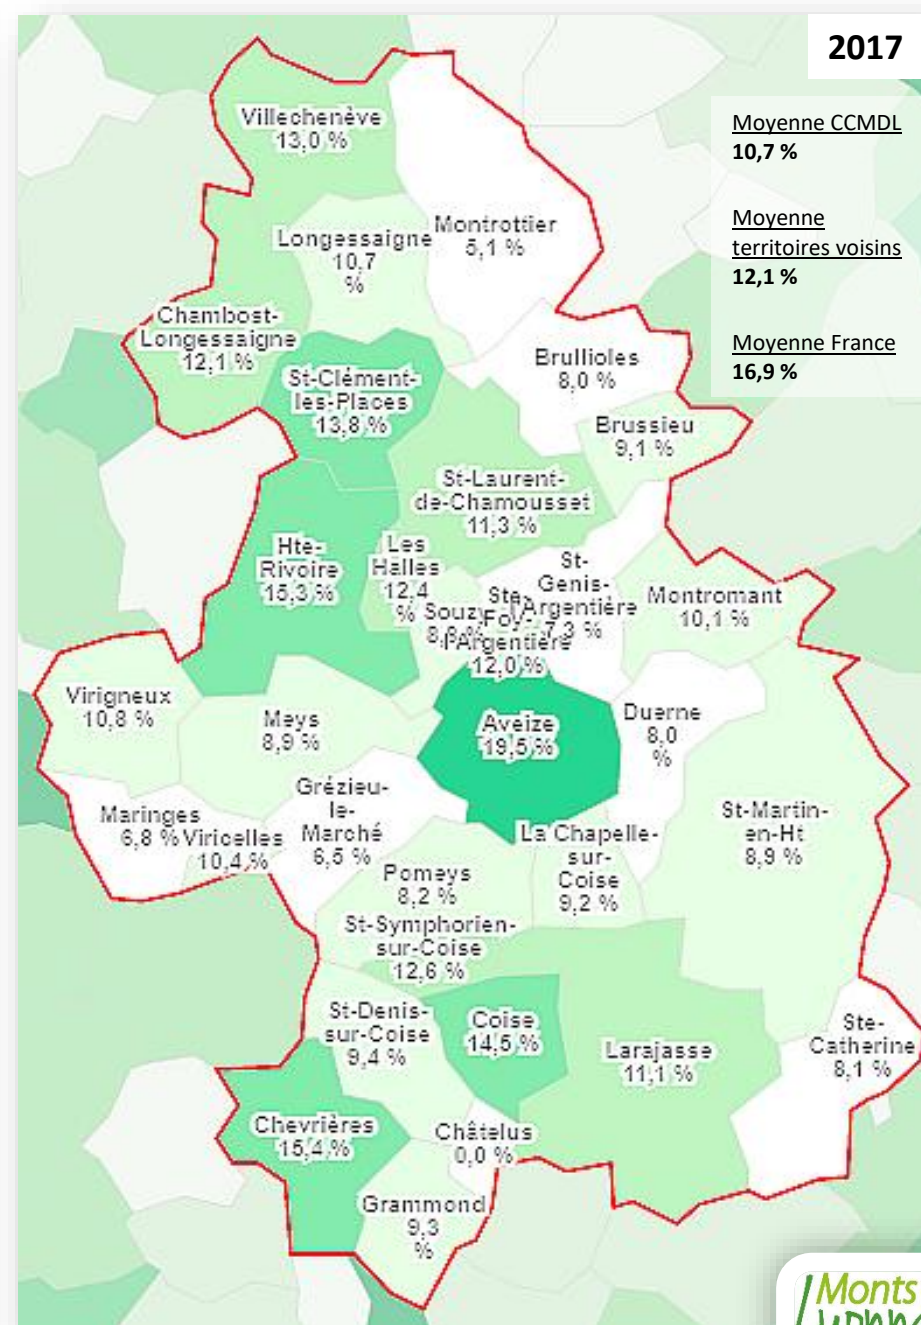 2017
Moyenne CCMDL
10,7 %
Moyenne
territoires voisins
12,1 %
Moyenne France
16,9 %
Villechenève
13,0 %
Montrottier
5,1 %
Longessaigne
10,7
%
Chambost-
Longessaigne
12,1 %
St-Clément-
les-Places
13,8 %
Brullioles
8,0 %
Brussieu
9,1 %
St-Laurent-
de-Chamousset
11,3 %
Hte-
Rivoire
15,3 %
Les
Halles
12,4
%
Souzy
Ste-
Foy-
l'Argentière
12,0 %
St-
Genis-
l'Argentière
7,3 %
Montromant
10,1 %
Virigneux
10,8 %
Meys
8,9 %
Aveize
19,5 %
Duerne
8,0
%
Maringes
6,8 %
Viricelles
10,4 %
Grézieu-
le-
Marché
6,5 %
La Chapelle-
sur-
Coise
9,2 %
St-Martin-
en-Ht
8,9 %
Pomeys
8,2 %
St-Symphorien-
sur-Coise
12,6 %
St-Denis-
sur-Coise
9,4 %
Coise
14,5 %
Larajasse
11,1 %
Ste-
Catherine
8,1 %
Chevrières
15,4 %
Châtelus
0,0 %
Grammond
9,3
%
Monts